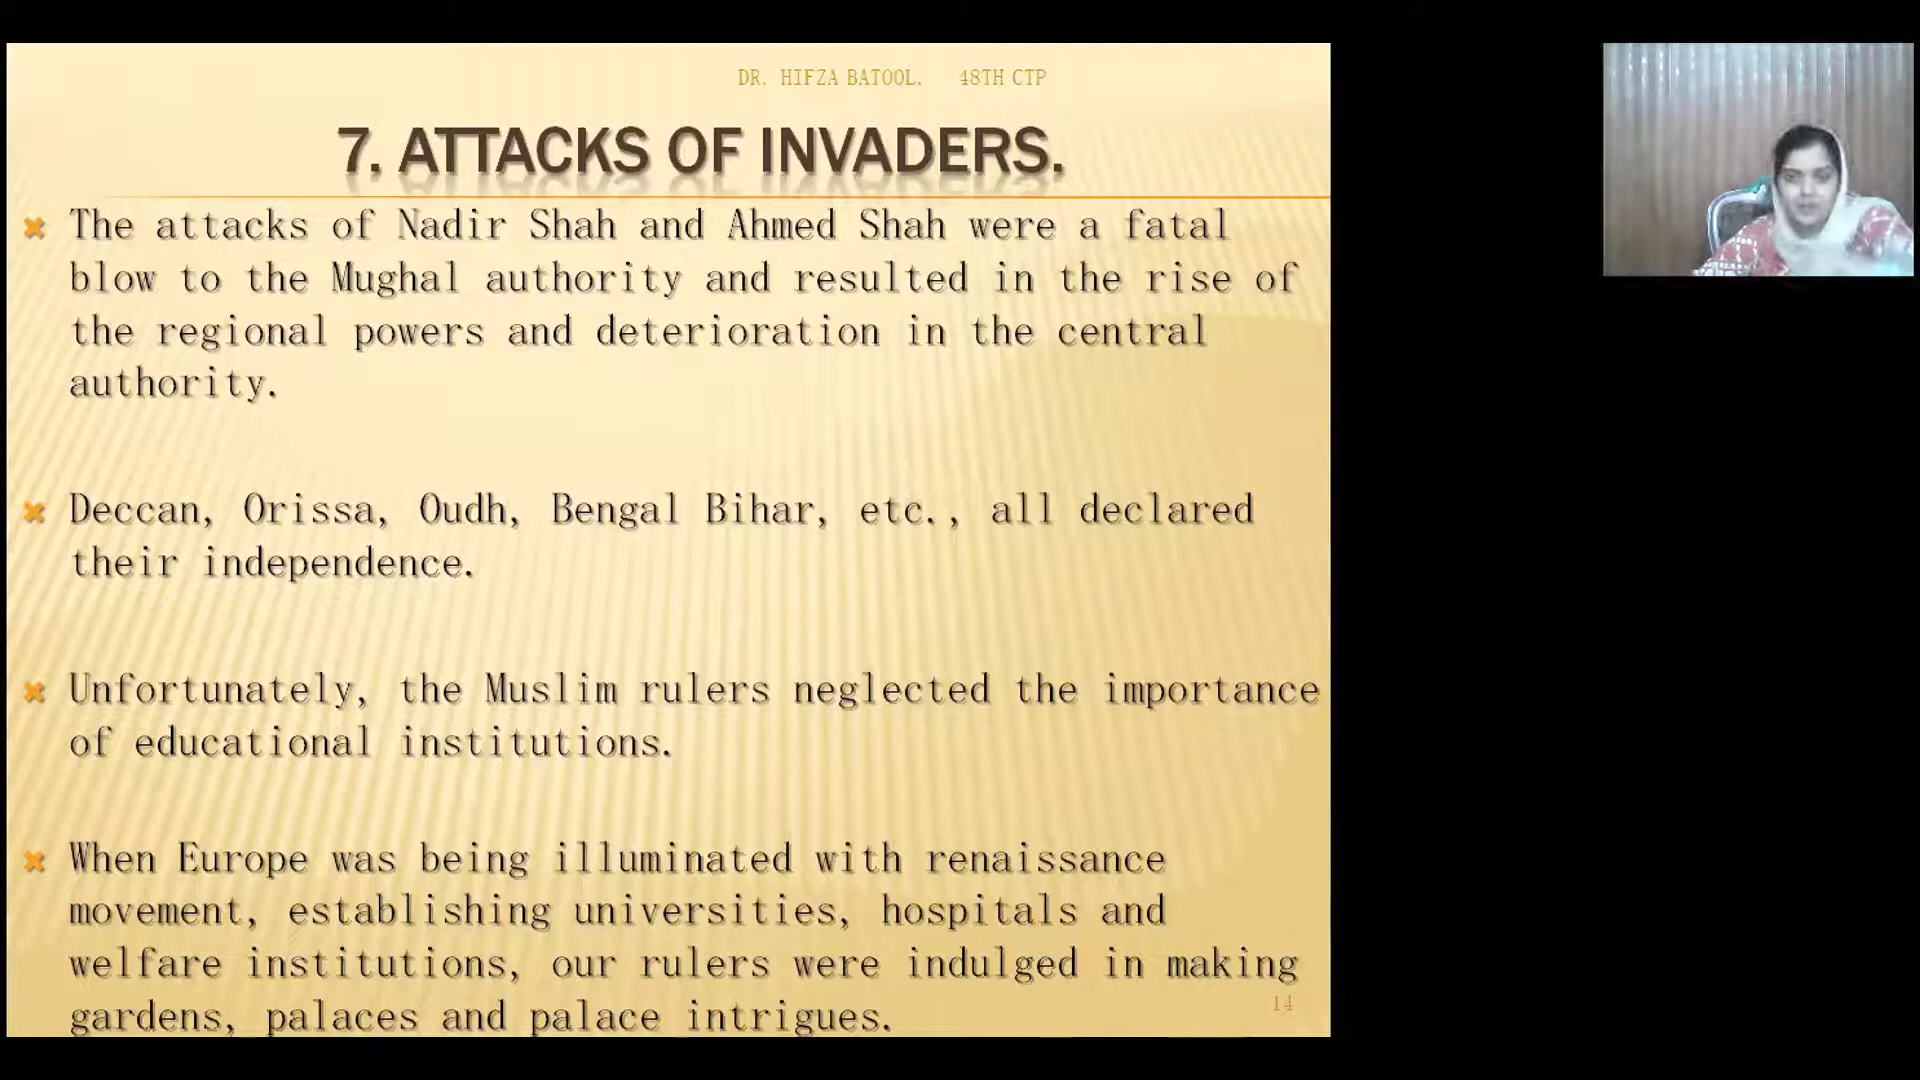 DR. HIFZA BATOOL. 48TH CTP
7. ATTACKS OF INVADERS.
The attacks of Nadir Shah and Ahmed Shah were a fatal
blow to the Mughal authority and resulted in the rise of
the regional powers and deterioration in the central
authority.
Deccan, Orissa, Oudh, Bengal Bihar, etc., all declared
their independence.
Unfortunately, the Muslim rulers neglected the importance
of educational institutions.
When Europe was being illuminated with renaissance
movement, establishing universities, hospitals and
welfare institutions, our rulers were indulged in making
gardens, palaces and palace intrigues.
14